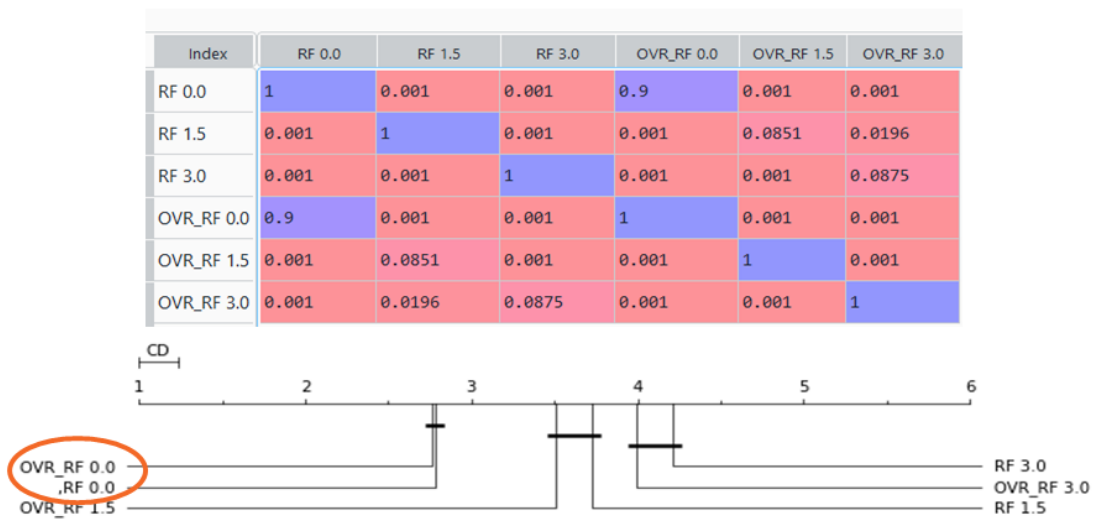 Index RF 0.0 RF 1.5 RF 3.0 OVR_RF 0.0 OVR_RF 1.5 OVR_RF 3.0
RF 0.0 1 0.001 0.001 0.9 0.001 0.001
RF 1.5 0.001 1 0.001 0.001 0.0851 0.0196
RF 3.0 0.001 0.001 1 0.001 0.001 0.0875
OVR_RF 0.0 0.9 0.001 0.001 1 0.001 0.001
OVR_RF 1.5 0.001 0.0851 0.001 0.001 1 0.001
OVR_RF 3.0 0.001 0.0196 0.0875 0.001 0.001 1
CD
1 2 3 4 5 6
OVR_RF 0.0 RF 3.0
,RF 0.0 OVR_RF 3.0
OVR_RF 1.5 RF 1.5